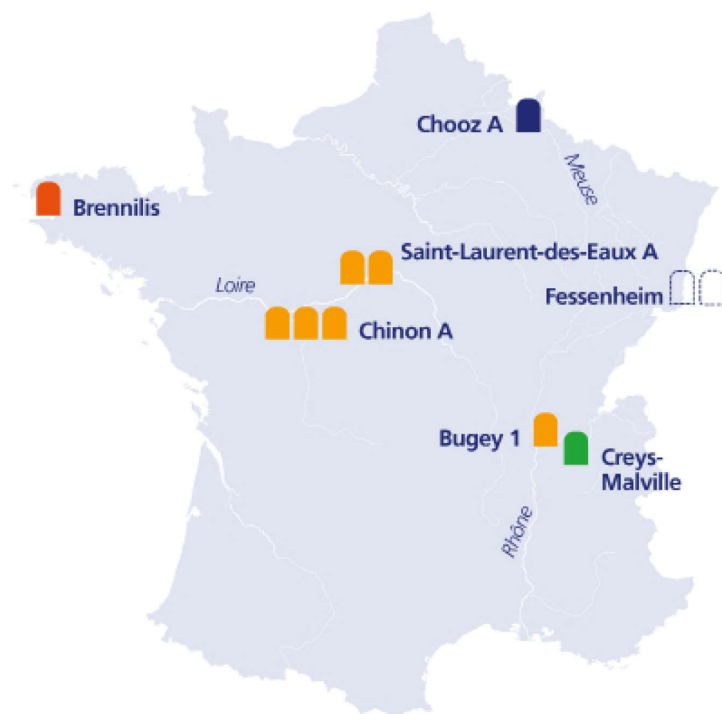 Chooz A
Meuse
Brennilis
Saint-Laurent-des-Eaux A
Loire
Fessenheim
Chinon A
Bugey 1
Creys-
Malville
Rhône